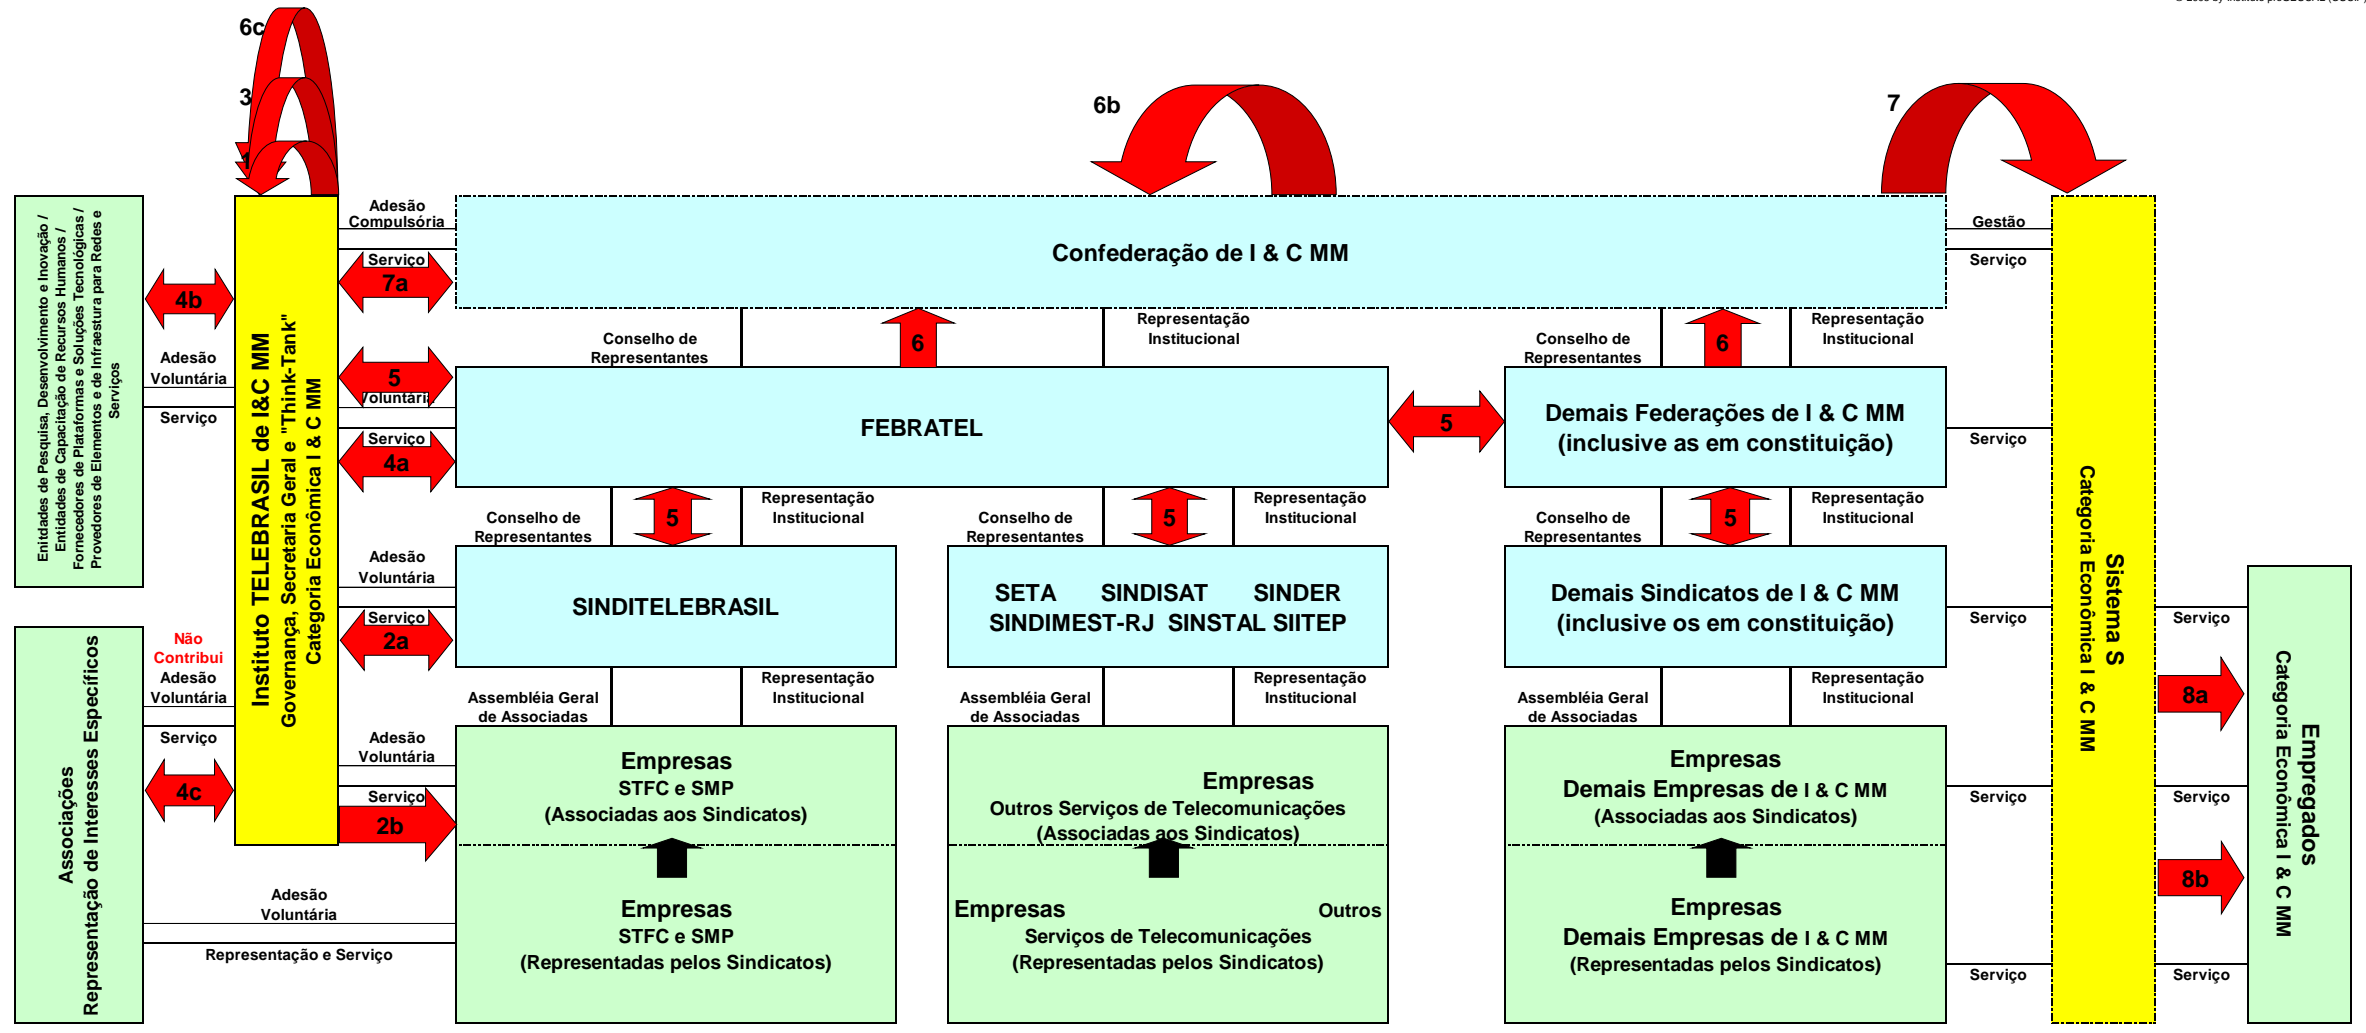 6c
3
1
6b
7
Enitdades de Pesquisa, Desenvolvimento e Inovação /
Entidades de Capacitação de Recursos Humanos /
Fornecedores de Plataformas e Soluções Tecnológicas /
Provedores de Elementos e de Infraestura para Redes e
Serviços
4b
Adesão
Voluntária
Serviço
Associações
Representação de Interesses Específicos
Não
Contribui
Adesão
Voluntária
Serviço
4c
Instituto TELEBRASIL de I&C MM
Governança, Secretaria Geral e "Think-Tank"
Categoria Econômica I & C MM
Adesão
Compulsória
Serviço
7a
5
Voluntária
Serviço
4a
Adesão
Voluntária
Serviço
2a
Adesão
Voluntária
Serviço
2b
Adesão
Voluntária
Representação e Serviço
Confederação de I & C MM
Conselho de
Representantes
6
Representação
Institucional
Conselho de
Representantes
6
Representação
Institucional
FEBRATEL
5
Demais Federações de I & C MM
(inclusive as em constituição)
Conselho de
Representantes
5
Representação
Institucional
Conselho de
Representantes
5
Representação
Institucional
Conselho de
Representantes
5
Representação
Institucional
SINDITELEBRASIL
SETA SINDISAT SINDER
SINDIMEST-RJ SINSTAL SIITEP
Demais Sindicatos de I & C MM
(inclusive os em constituição)
Assembléia Geral
de Associadas
Representação
Institucional
Assembléia Geral
de Associadas
Representação
Institucional
Assembléia Geral
de Associadas
Representação
Institucional
Empresas
STFC e SMP
(Associadas aos Sindicatos)
Empresas
STFC e SMP
(Representadas pelos Sindicatos)
Empresas
Outros Serviços de Telecomunicações
(Associadas aos Sindicatos)
Empresas Outros
Serviços de Telecomunicações
(Representadas pelos Sindicatos)
Empresas
Demais Empresas de I & C MM
(Associadas aos Sindicatos)
Empresas
Demais Empresas de I & C MM
(Representadas pelos Sindicatos)
Gestão
Serviço
Serviço
Serviço
Serviço
Serviço
Sistema S
Categoria Econômica I & C MM
Serviço
8a
Serviço
8b
Serviço
Empregados
Categoria Econômica I & C MM